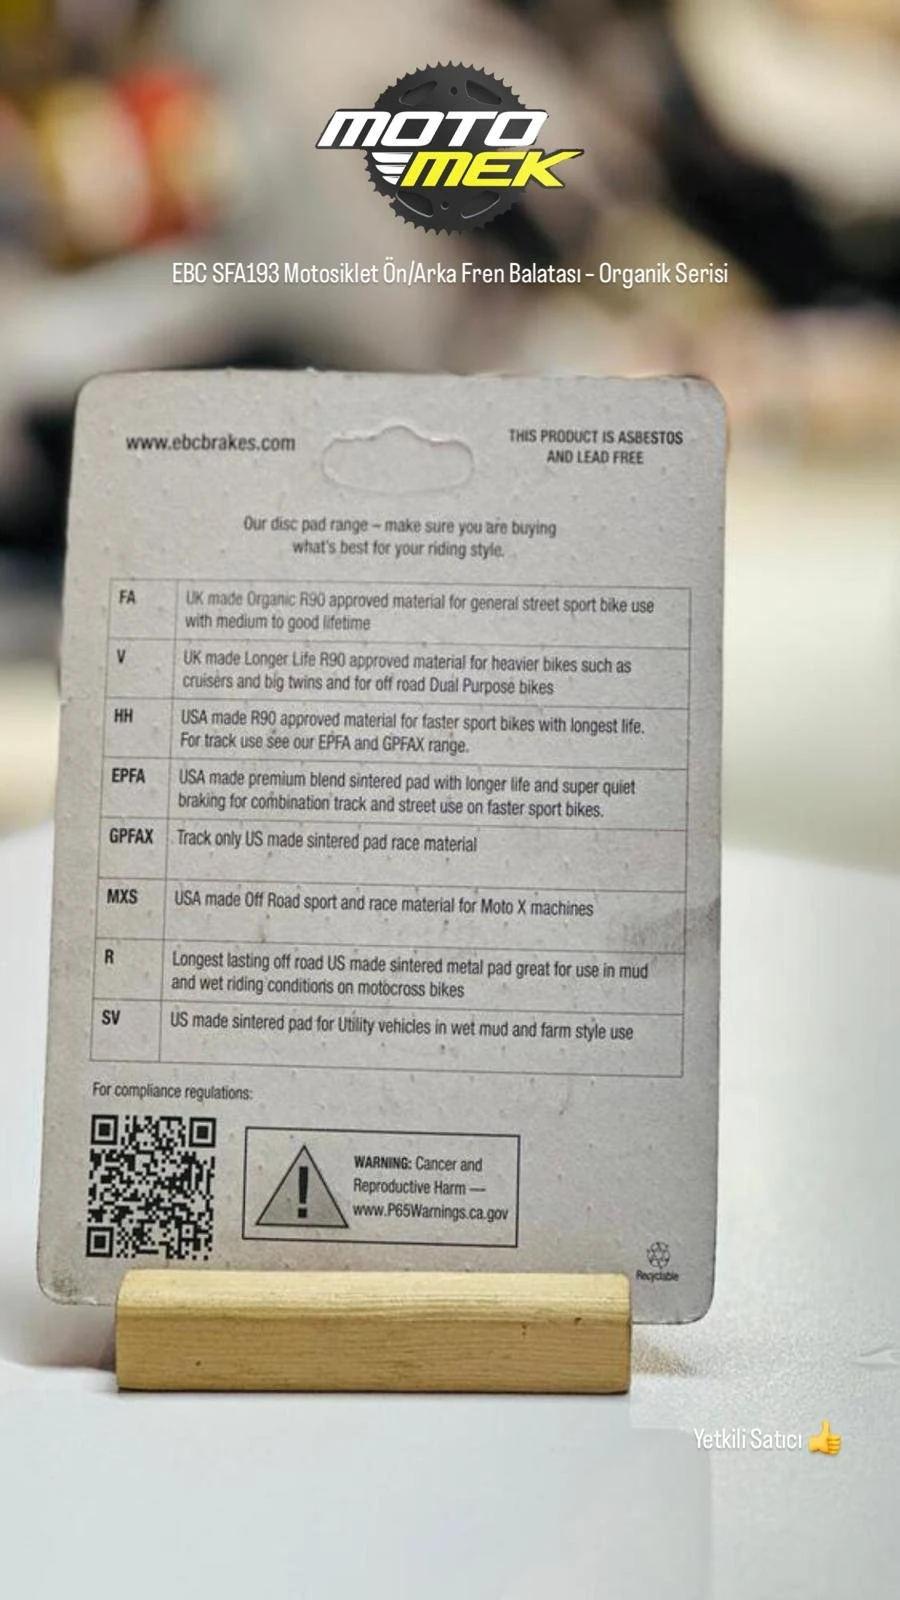 MOTO
MEK
EBC SFA193 Motosiklet Ön/Arka Fren Balatası - Organik Serisi
www.ebcbrakes.com
THIS PRODUCT IS ASBESTOS
AND LEAD FREE
Our disc pad range – make sure you are buying
what's best for your riding style.
FA
UK made Organic R90 approved material for general street sport bike use
with medium to good lifetime
V
UK made Longer Life R90 approved material for heavier bikes such as
cruisers and big twins and for off road Dual Purpose bikes
HH
USA made R90 approved material for faster sport bikes with longest life.
For track use see our EPFA and GPFAX range.
EPFA
USA made premium blend sintered pad with longer life and super quiet
braking for combination track and street use on faster sport bikes.
GPFAX
Track only US made sintered pad race material
MXS
USA made Off Road sport and race material for Moto X machines
R
Longest lasting off road US made sintered metal pad great for use in mud
and wet riding conditions on motocross bikes
SV
US made sintered pad for Utility vehicles in wet mud and farm style use
For compliance regulations:
WARNING: Cancer and
Reproductive Harm —
www.P65Warnings.ca.gov
Recyclable
Yetkili Satıcı 👍